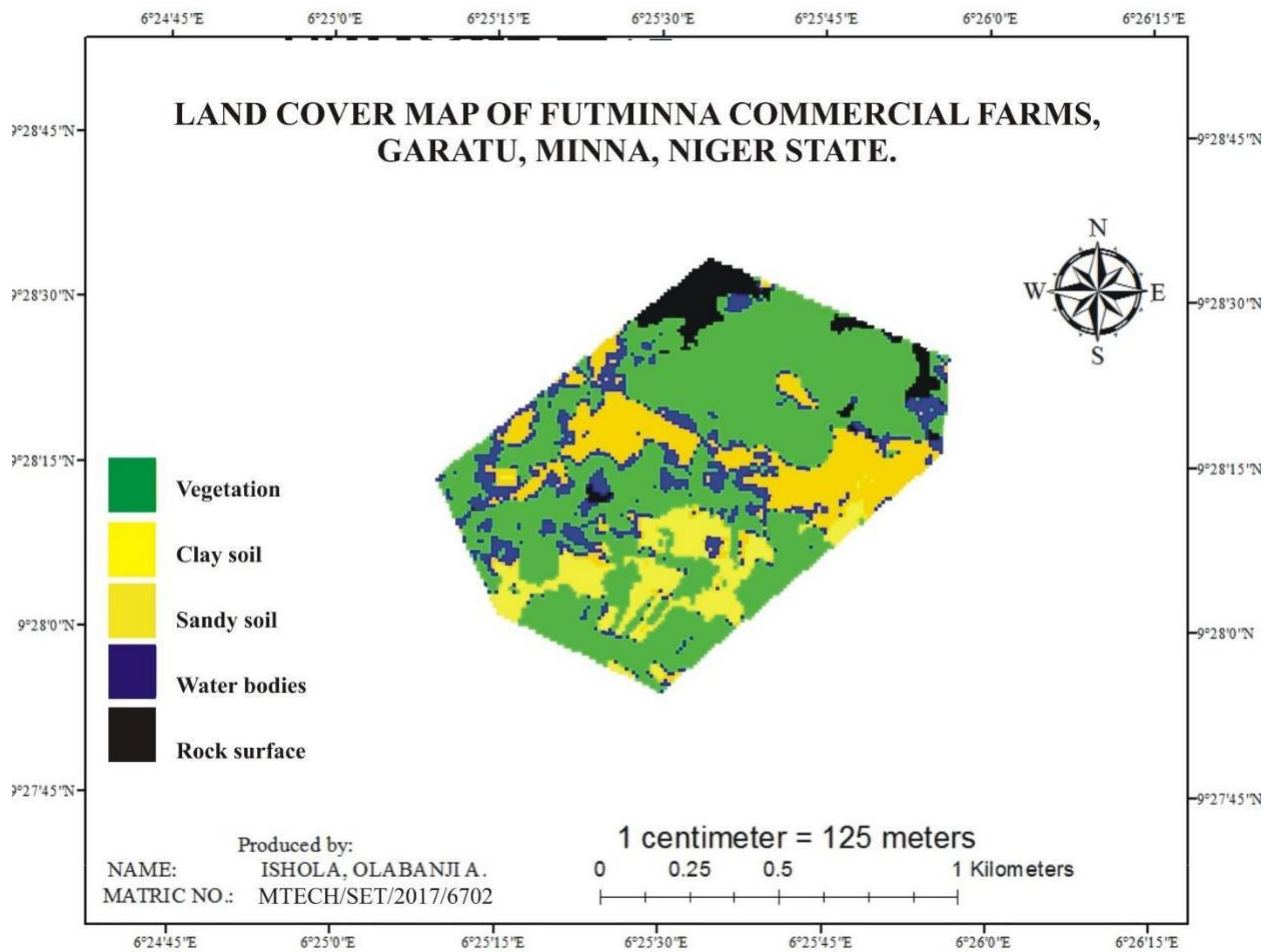 6°24'45"E 6°25'0"E 6°25'15"E 6°25'30"E 6°25'45"E 6°26'0"E 6°26'15"E
LAND COVER MAP OF FUTMINNA COMMERCIAL FARMS,
GARATU, MINNA, NIGER STATE.
9°28'45"N 9°28'45"N
N
W E
S
9°28'30"N 9°28'30"N
9°28'15"N 9°28'15"N
Vegetation
Clay soil
Sandy soil
9°28'0"N 9°28'0"N
Water bodies
Rock surface
9°27'45"N 9°27'45"N
Produced by:
NAME: ISHOLA, OLABANJI A.
MATRIC NO.: MTECH/SET/2017/6702
1 centimeter = 125 meters
0 0.25 0.5 1 Kilometers
6°24'45"E 6°25'0"E 6°25'15"E 6°25'30"E 6°25'45"E 6°26'0"E 6°26'15"E